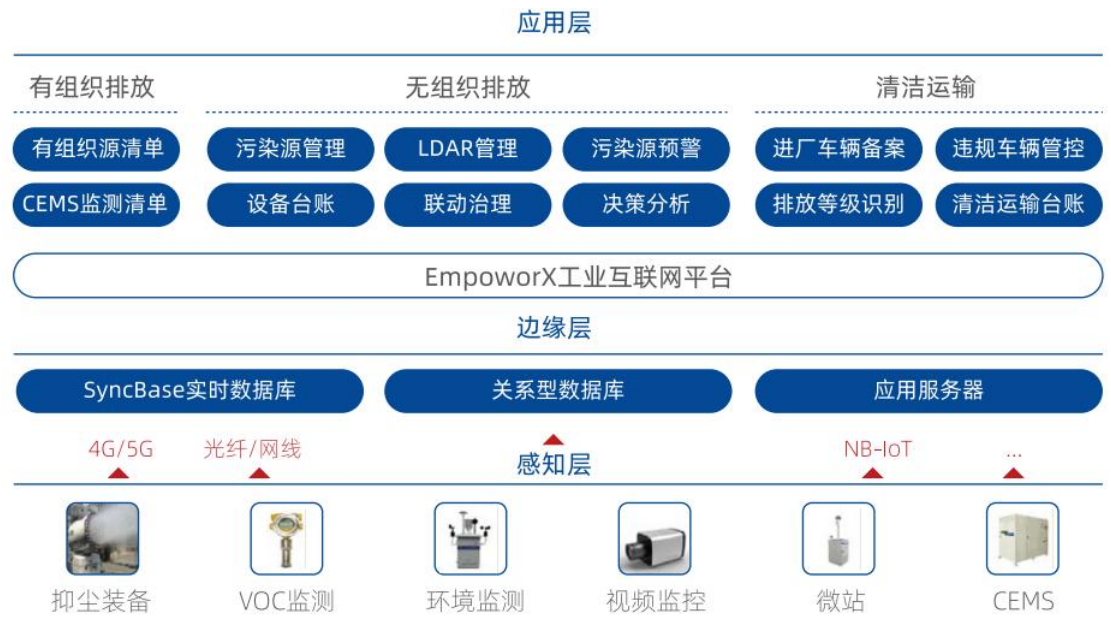 应用层
有组织排放 无组织排放 清洁运输
有组织源清单 污染源管理 LDAR管理 污染源预警 进厂车辆备案 违规车辆管控
CEMS监测清单 设备台账 联动治理 决策分析 排放等级识别 清洁运输台账
EmpoworX工业互联网平台
边缘层
SyncBase实时数据库 关系型数据库 应用服务器
4G/5G 光纤/网线 NB-IoT ...
感知层
抑尘装备 VOC监测 环境监测 视频监控 微站 CEMS